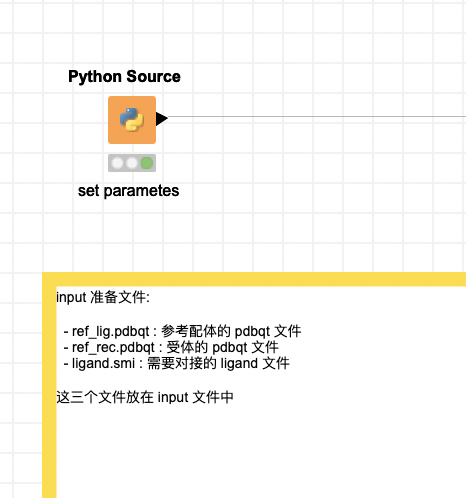 Python Source
set parametes
input 准备文件:
- ref_lig.pdbqt : 参考配体的 pdbqt 文件
- ref_rec.pdbqt : 受体的 pdbqt 文件
- ligand.smi : 需要对接的 ligand 文件
这三个文件放在 input 文件中